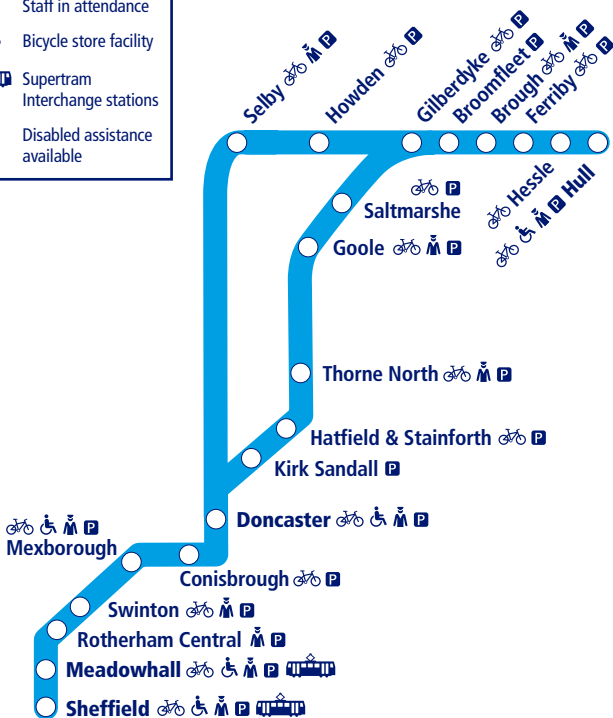 Staff in attendance
Bicycle store facility
Supertram
Interchange stations
Disabled assistance
available
Selby P
Howden P
Gilberdyke P
Broomfleet P
Brough P
Ferriby P
Hessle
P Hull
P
Saltmarshe
Goole P
Thorne North P
Hatfield & Stainforth P
Kirk Sandall P
Doncaster P
P
Mexborough
Conisbrough P
Swinton P
Rotherham Central P
Meadowhall P
Sheffield P